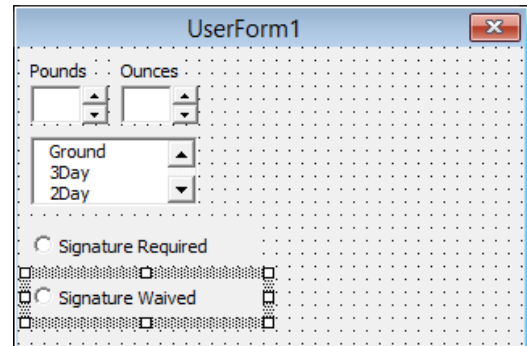 UserForm1
Pounds Ounces
Ground
3Day
2Day
Signature Required
Signature Waived